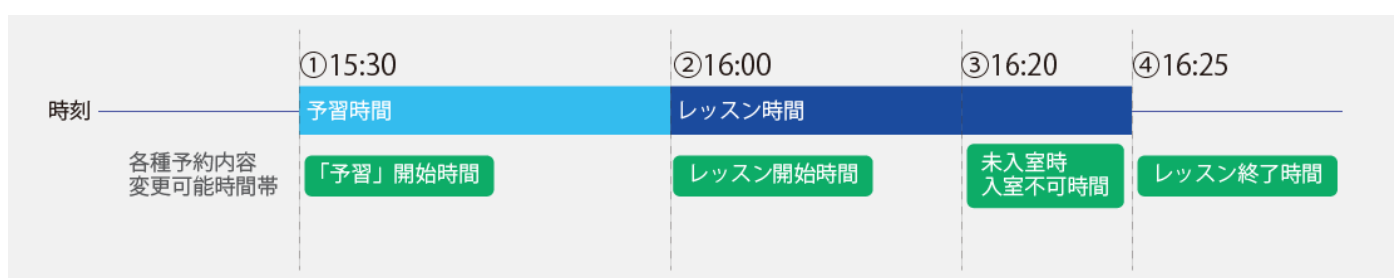 ①15:30
②16:00
③16:20
④16:25
時刻
予習時間
レッスン時間
各種予約内容
変更可能時間帯
「予習」開始時間
レッスン開始時間
未入室時
入室不可時間
レッスン終了時間